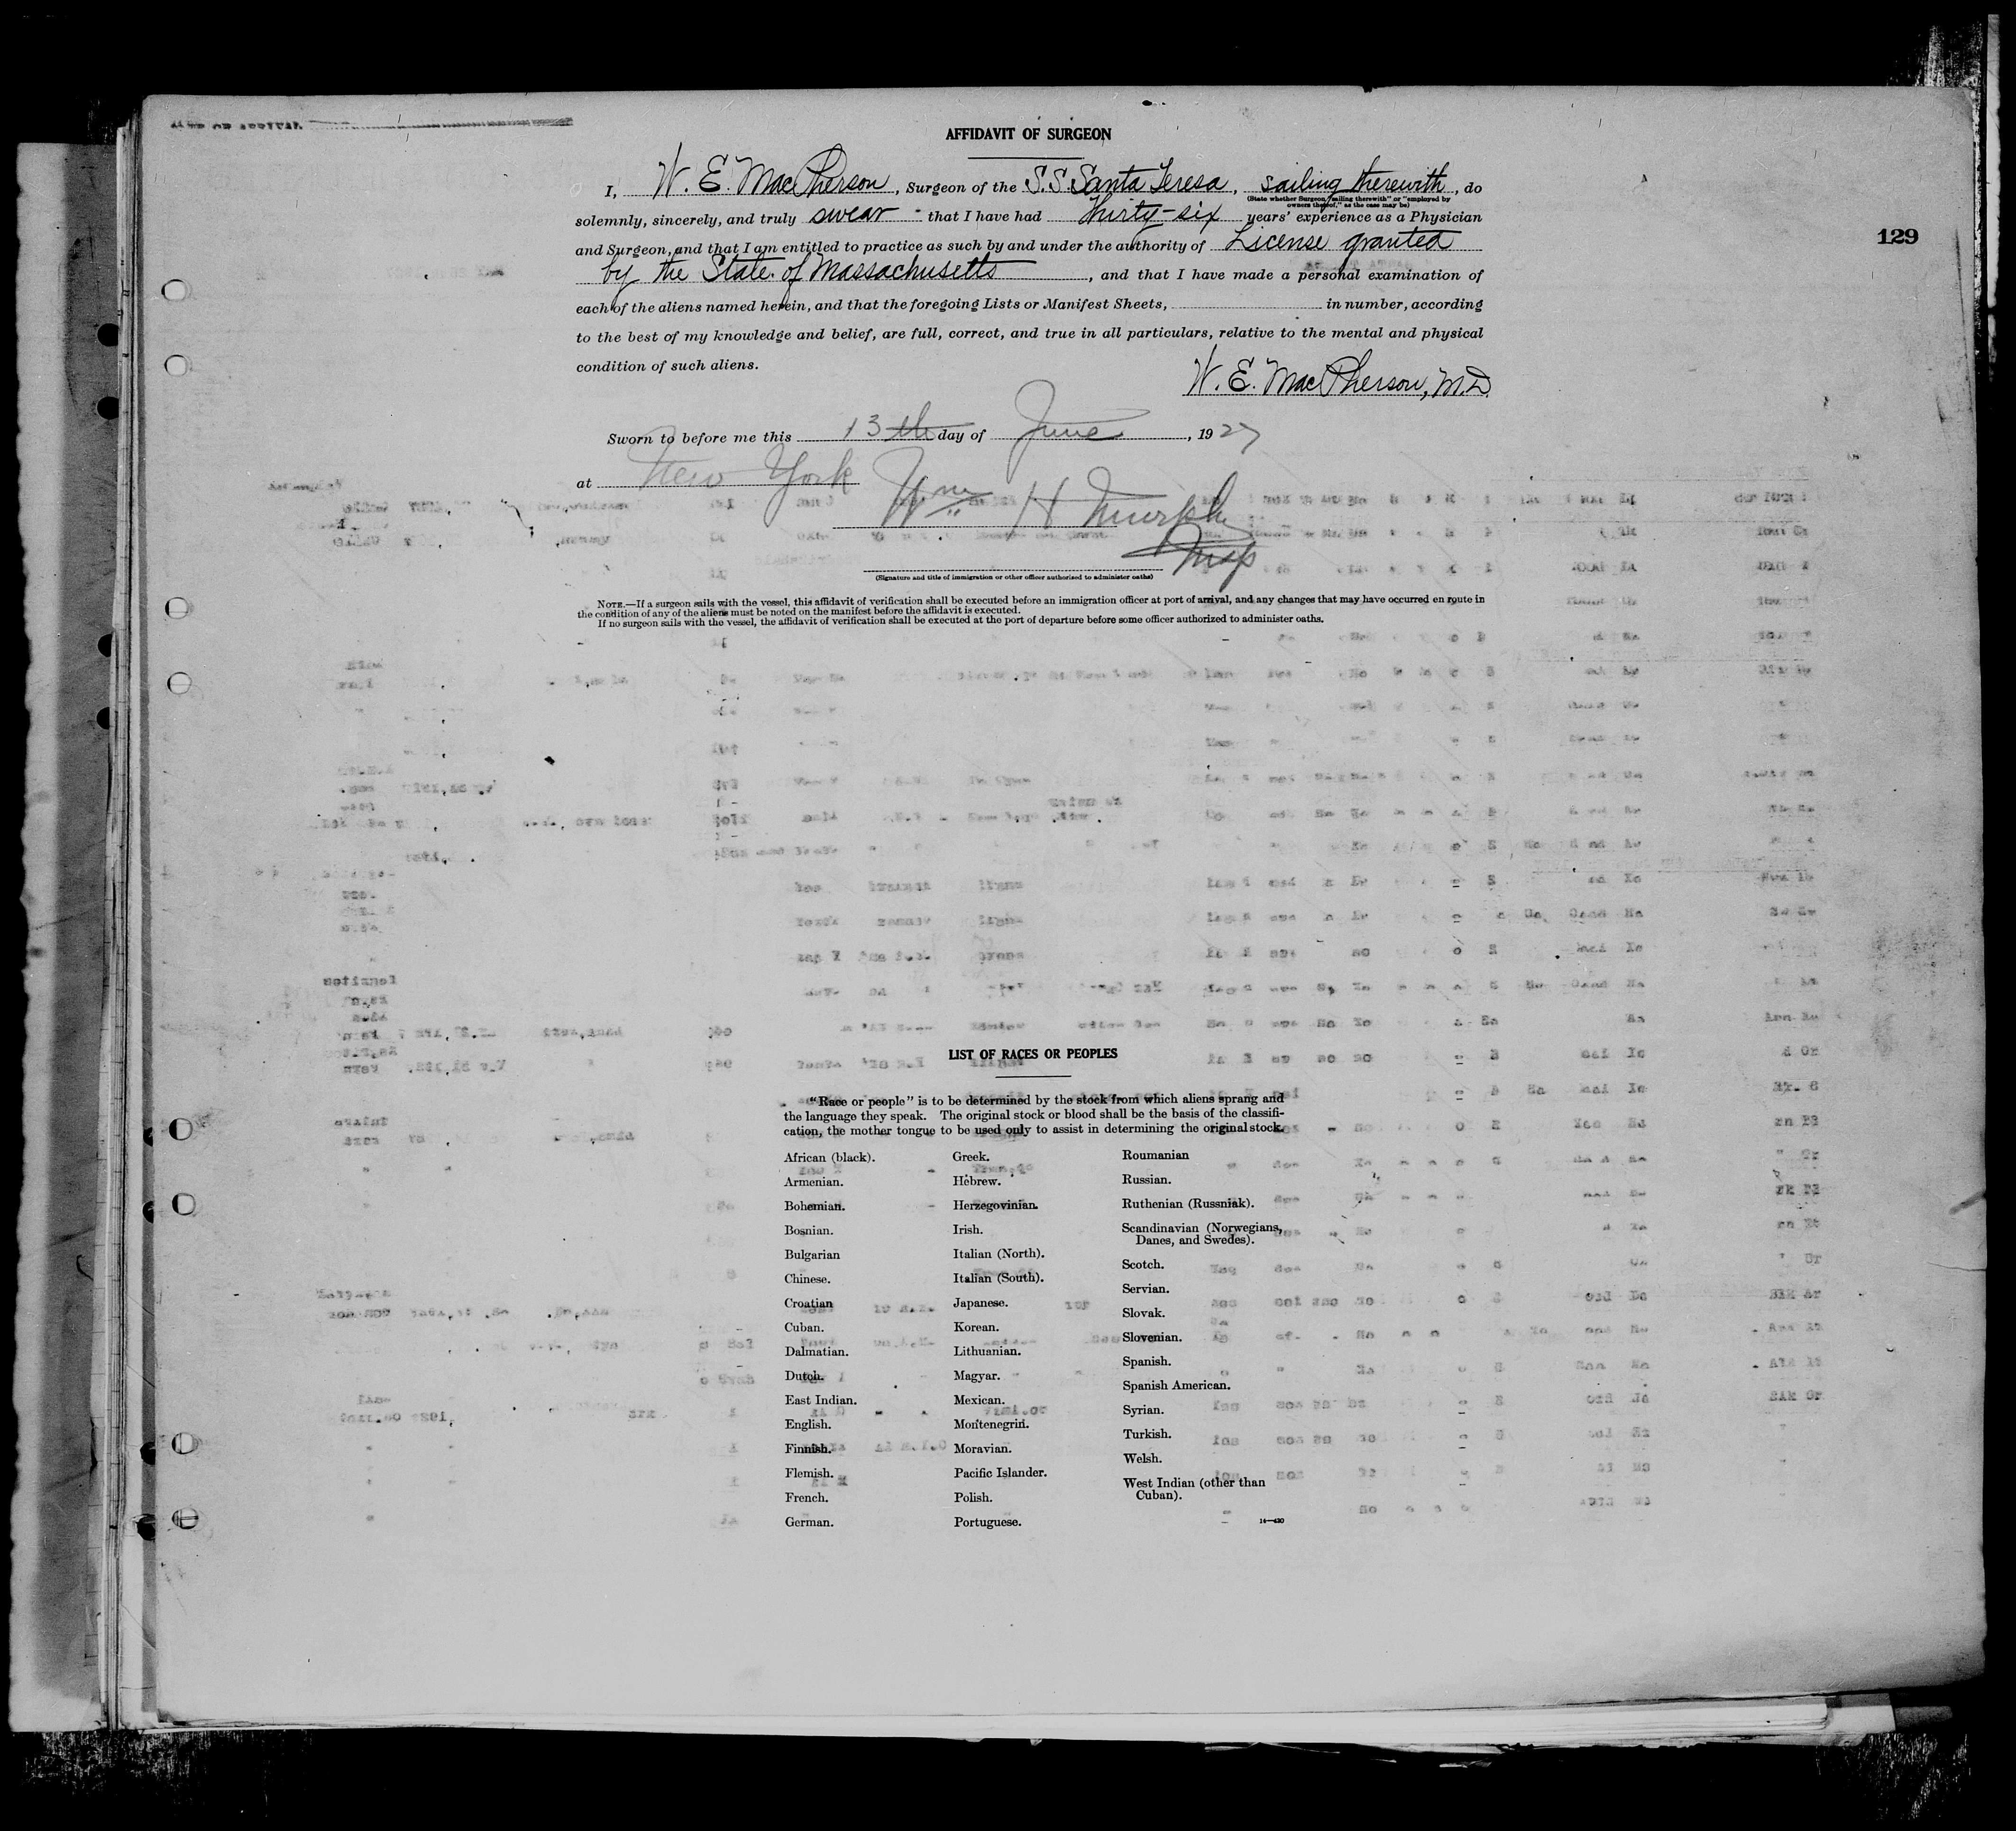 AFFIDAVIT OF SURGEON
129
I, W. E. MacPherson, Surgeon of the S.S. Santa Teresa, sailing therewith, do
(State whether Surgeon "sailing therewith" or "employed by
owners thereof," as the case may be)
solemnly, sincerely, and truly swear that I have had Thirty-six years' experience as a Physician
and Surgeon, and that I am entitled to practice as such by and under the authority of License granted
by the State of Massachusetts, and that I have made a personal examination of
each of the aliens named herein, and that the foregoing Lists or Manifest Sheets, in number, according
to the best of my knowledge and belief, are full, correct, and true in all particulars, relative to the mental and physical
condition of such aliens.
W. E. MacPherson, M.D.
Sworn to before me this 13th day of June, 1927
at New York
Wm H Murphy
(Signature and title of immigration or other officer authorized to administer oaths)
NOTE.—If a surgeon sails with the vessel, this affidavit of verification shall be executed before an immigration officer at port of arrival, and any changes that may have occurred en route in
the condition of any of the aliens must be noted on the manifest before the affidavit is executed.
If no surgeon sails with the vessel, the affidavit of verification shall be executed at the port of departure before some officer authorized to administer oaths.
LIST OF RACES OR PEOPLES
"Race or people" is to be determined by the stock from which aliens sprang and
the language they speak. The original stock or blood shall be the basis of the classifi-
cation, the mother tongue to be used only to assist in determining the original stock.
African (black).
Armenian.
Bohemian.
Bosnian.
Bulgarian
Chinese.
Croatian
Cuban.
Dalmatian.
Dutch.
East Indian.
English.
Finnish.
Flemish.
French.
German.
Greek.
Hebrew.
Herzegovinian.
Irish.
Italian (North).
Italian (South).
Japanese.
Korean.
Lithuanian.
Magyar.
Mexican.
Montenegrin.
Moravian.
Pacific Islander.
Polish.
Portuguese.
Roumanian
Russian.
Ruthenian (Russniak).
Scandinavian (Norwegians,
Danes, and Swedes).
Scotch.
Servian.
Slovak.
Slovenian.
Spanish.
Spanish American.
Syrian.
Turkish.
Welsh.
West Indian (other than
Cuban).
14—430